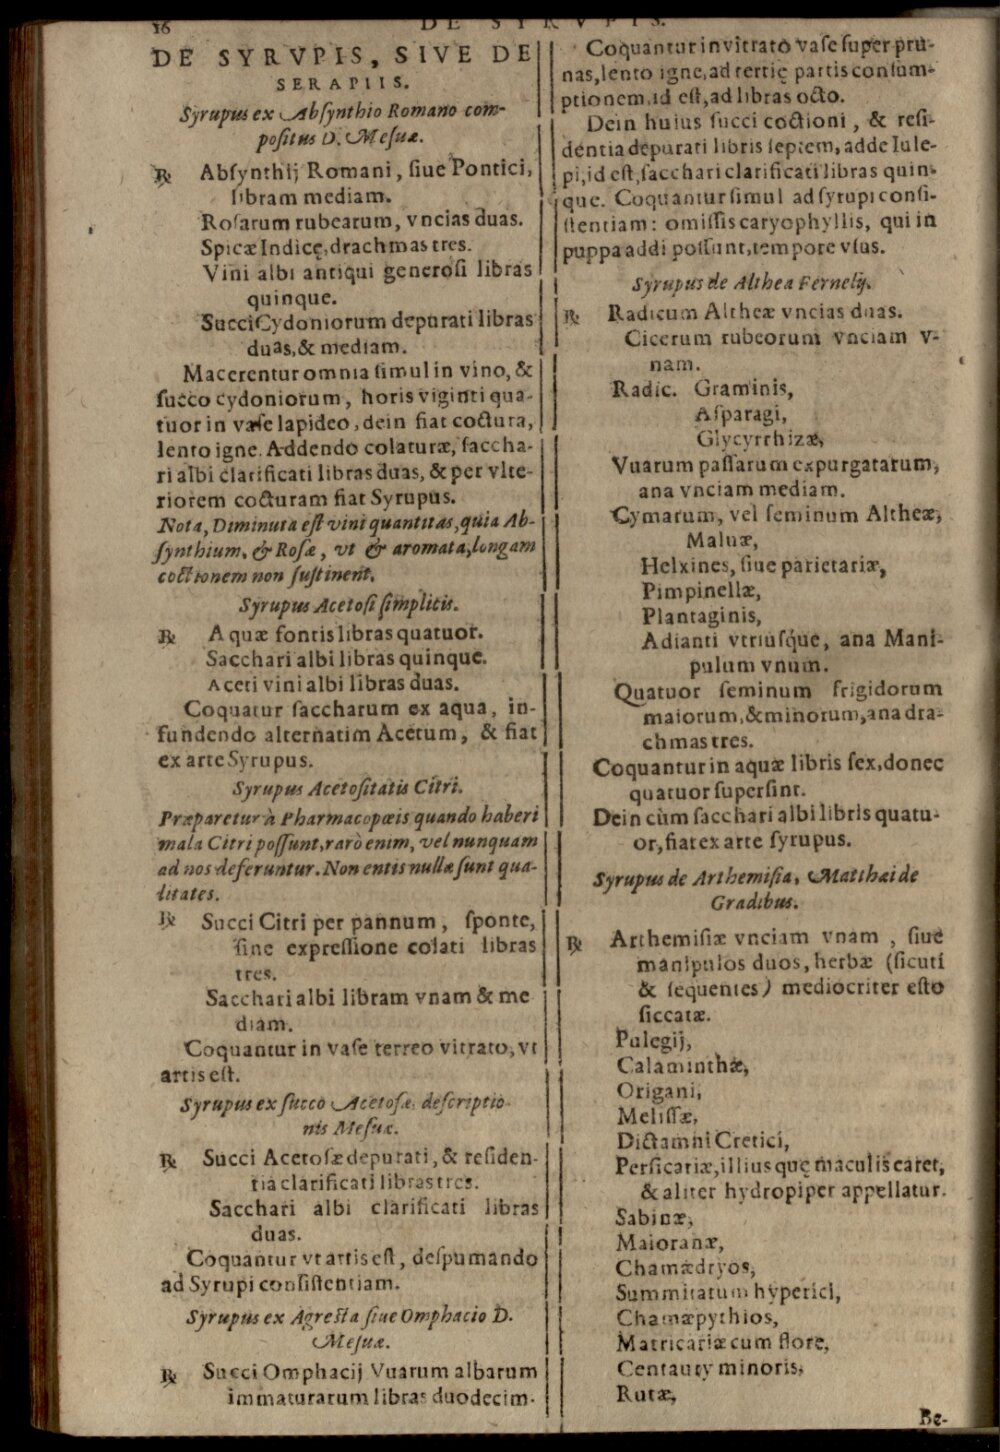 16
DE SYRVPIS.
DE SYRVPIS, SIVE DE
SERAPIIS.
Syrupus ex Abſynthio Romano com-
poſitus D. Meſuæ.
℞ Abſynthij Romani, ſiue Pontici,
libram mediam.
Roſarum rubearum, vncias duas.
Spicæ Indicę, drachmas tres.
Vini albi antiqui generoſi libras
quinque.
Succi Cydoniorum depurati libras
duas, & mediam.
Macerentur omnia ſimul in vino, &
ſucco cydoniorum, horis viginti qua-
tuor in vaſe lapideo, dein fiat coctura,
lento igne. Addendo colaturæ, ſaccha-
ri albi clarificati libras duas, & per vlte-
riorem cocturam fiat Syrupus.
Nota, Diminuta eſt vini quantitas, quia Ab-
ſynthium, & Roſæ, vt & aromata, longam
coctionem non ſuſtinent.
Syrupus Acetoſi ſimplicis.
℞ Aquæ fontis libras quatuor.
Sacchari albi libras quinque.
Aceti vini albi libras duas.
Coquatur ſaccharum ex aqua, in-
fundendo alternatim Acetum, & fiat
ex arte Syrupus.
Syrupus Acetoſitatis Citri.
Præparetur à Pharmacopæis quando haberi
mala Citri poſſunt, rarò enim, vel nunquam
ad nos deferuntur. Non entis nullæ ſunt qua-
litates.
℞ Succi Citri per pannum, ſponte,
ſine expreſſione colati libras
tres.
Sacchari albi libram vnam & me
diam.
Coquantur in vaſe terreo vitrato, vt
artis eſt.
Syrupus ex ſucco Acetoſæ, deſcriptio
nis Meſuæ.
℞ Succi Acetoſæ depurati, & reſiden-
tia clarificati libras tres.
Sacchari albi clarificati libras
duas.
Coquantur vt artis eſt, deſpumando
ad Syrupi conſiſtentiam.
Syrupus ex Agreſta ſiue Omphacio D.
Meſuæ.
℞ Succi Omphacij Vuarum albarum
immaturarum libras duodecim.
Coquantur in vitrato vaſe ſuper pru-
nas, lento igne, ad tertię partis conſum-
ptionem, id eſt, ad libras octo.
Dein huius ſucci coctioni, & reſi-
dentia depurati libris ſeptem, adde Iule-
pi, id eſt, ſacchari clarificati libras quin-
que. Coquantur ſimul ad ſyrupi conſi-
ſtentiam: omiſſis caryophyllis, qui in
puppa addi poſſunt, tempore vſus.
Syrupus de Althea Fernelij.
℞ Radicum Altheæ vncias duas.
Cicerum rubeorum vnciam v-
nam.
Radic. Graminis,
Aſparagi,
Glycyrrhizæ,
Vuarum paſſarum expurgatarum,
ana vnciam mediam.
Cymarum, vel ſeminum Altheæ,
Maluæ,
Helxines, ſiue parietariæ,
Pimpinellæ,
Plantaginis,
Adianti vtriuſq́ue, ana Mani-
pulum vnum.
Quatuor ſeminum frigidorum
maiorum, & minorum, ana dra-
chmas tres.
Coquantur in aquæ libris ſex, donec
quatuor ſuperſint.
Dein cùm ſacchari albi libris quatu-
or, fiat ex arte ſyrupus.
Syrupus de Arthemiſia, Matthæi de
Gradibus.
℞ Arthemiſiæ vnciam vnam, ſiue
manipulos duos, herbæ (ſicuti
& ſequentes) mediocriter eſto
ſiccatæ.
Pulegij,
Calaminthæ,
Origani,
Meliſſæ,
Dictamni Cretici,
Perſicariæ, illius quę maculis caret,
& aliter hydropiper appellatur.
Sabinæ,
Maioranæ,
Chamædryos,
Summitatum hyperici,
Chamæpythios,
Matricariæ cum flore,
Centaury minoris,
Rutæ,
Be-